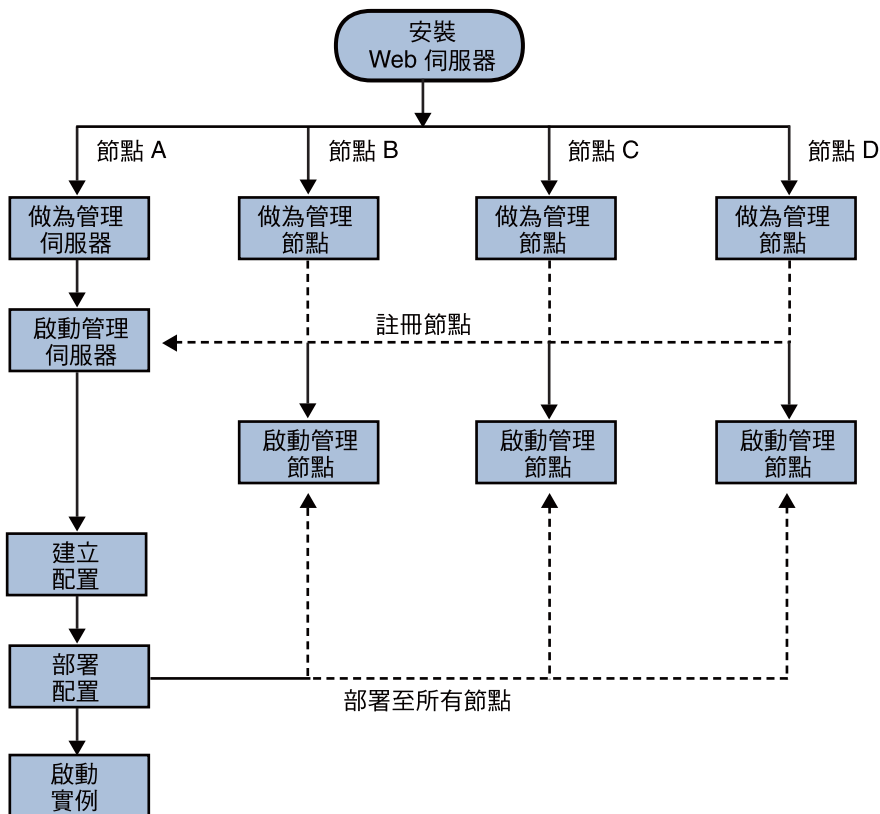 安裝
Web 伺服器
節點 A
節點 B
節點 C
節點 D
做為管理
伺服器
做為管理
節點
做為管理
節點
做為管理
節點
註冊節點
啟動管理
伺服器
啟動管理
節點
啟動管理
節點
啟動管理
節點
建立
配置
部署
配置
部署至所有節點
啟動
實例